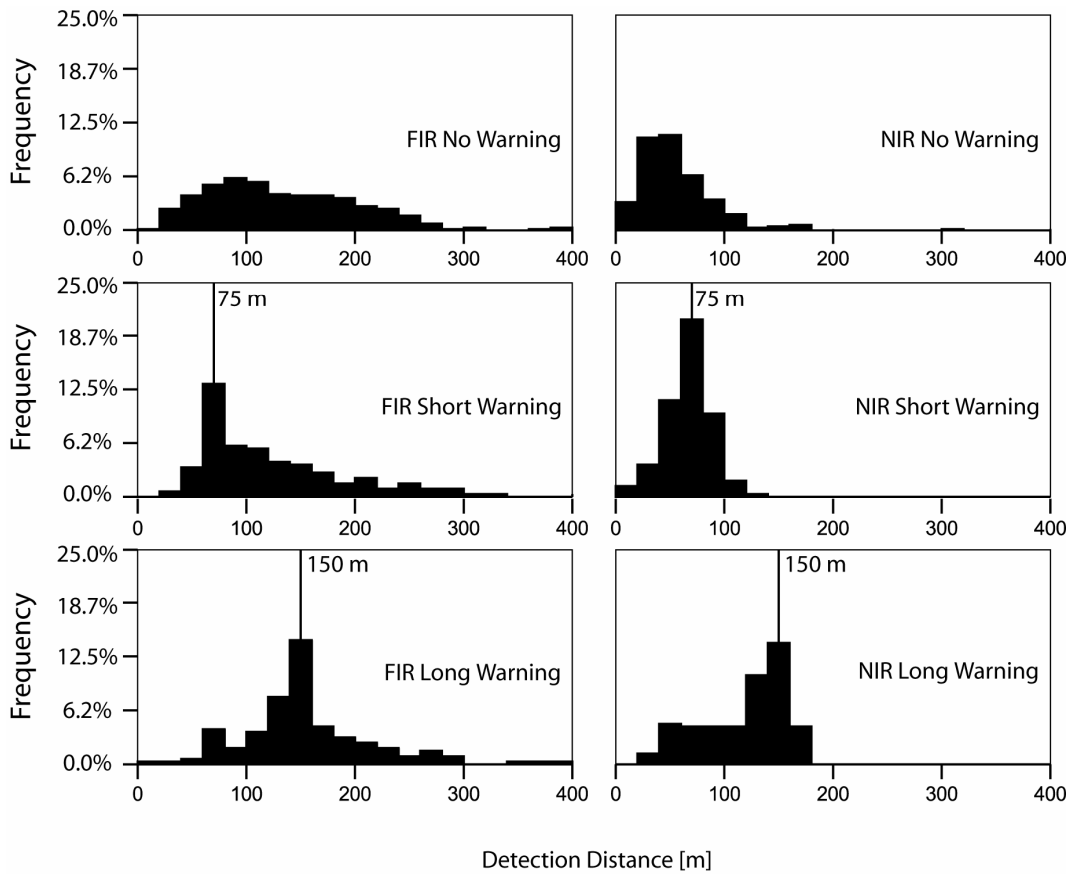 25.0%
18.7%
12.5%
6.2%
0.0%
Frequency
FIR No Warning
0 100 200 300 400
NIR No Warning
0 100 200 300 400
25.0%
18.7%
12.5%
6.2%
0.0%
Frequency
75 m
FIR Short Warning
0 100 200 300 400
75 m
NIR Short Warning
0 100 200 300 400
25.0%
18.7%
12.5%
6.2%
0.0%
Frequency
150 m
FIR Long Warning
0 100 200 300 400
150 m
NIR Long Warning
0 100 200 300 400
Detection Distance [m]